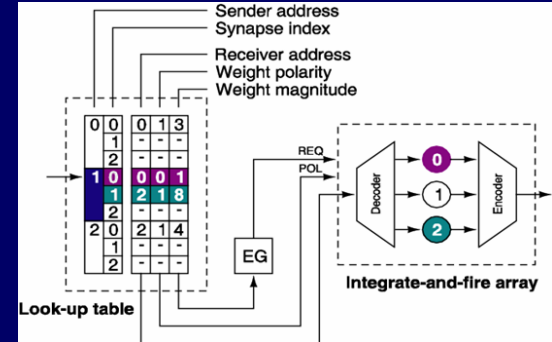 Sender address
Synapse index
Receiver address
Weight polarity
Weight magnitude
0 0 0 1 3
1 - - -
2 - - -
1 0 0 0 1
1 2 1 8
2 - - -
2 0 2 1 4
1 - - -
2 - - -
Look-up table
REQ
POL
EG
Decoder
0
1
2
Encoder
Integrate-and-fire array